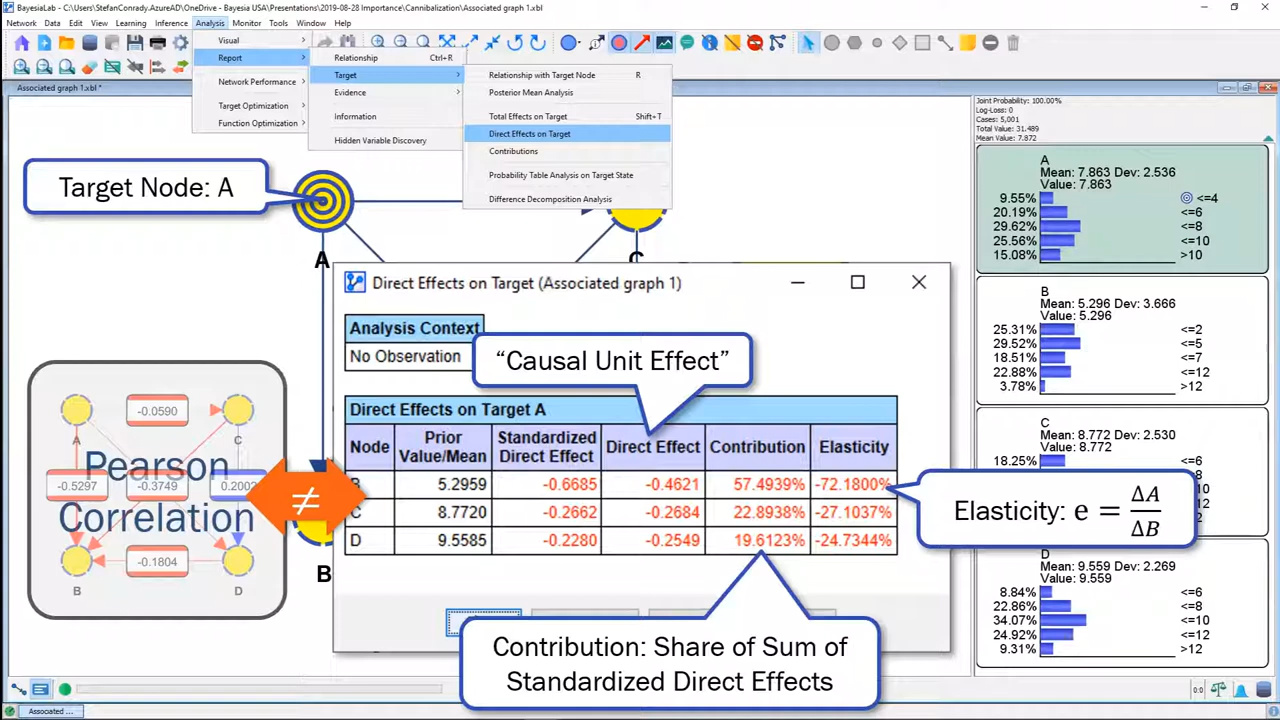 BayesiaLab - C:\Users\StefanConrady.AzureAD\OneDrive - Bayesia USA\Presentations\2019-08-28 Importance\Cannibalization\Associated graph 1.xbl
Network Data Edit View Learning Inference Analysis Monitor Tools Window Help
Visual
Report
Network Performance
Target Optimization
Function Optimization
Relationship Ctrl+R
Target
Evidence
Information
Hidden Variable Discovery
Relationship with Target Node R
Posterior Mean Analysis
Total Effects on Target Shift+T
Direct Effects on Target
Contributions
Probability Table Analysis on Target State
Difference Decomposition Analysis
Associated graph 1.xbl *
Target Node: A
A
C
B
Direct Effects on Target (Associated graph 1)
Analysis Context
No Observation
“Causal Unit Effect”
Direct Effects on Target A
Node Prior Value/Mean Standardized Direct Effect Direct Effect Contribution Elasticity
B 5.2959 -0.6685 -0.4621 57.4939% -72.1800%
C 8.7720 -0.2662 -0.2684 22.8938% -27.1037%
D 9.5585 -0.2280 -0.2549 19.6123% -24.7344%
Elasticity: e = ΔA/ΔB
Contribution: Share of Sum of
Standardized Direct Effects
-0.0590
A
C
Pearson
-0.5297
-0.3749
0.2002
Correlation
-0.1804
B
D
≠
Joint Probability: 100.00%
Log-Loss: 0
Cases: 5,001
Total Value: 31.489
Mean Value: 7.872
A
Mean: 7.863 Dev: 2.536
Value: 7.863
9.55% <=4
20.19% <=6
29.62% <=8
25.56% <=10
15.08% >10
B
Mean: 5.296 Dev: 3.666
Value: 5.296
25.31% <=2
29.52% <=5
18.51% <=7
22.88% <=12
3.78% >12
C
Mean: 8.772 Dev: 2.530
Value: 8.772
18.25% <=6
D
Mean: 9.559 Dev: 2.269
Value: 9.559
8.84% <=6
22.86% <=8
34.07% <=10
24.92% <=12
9.31% >12
0.0
Associated ...